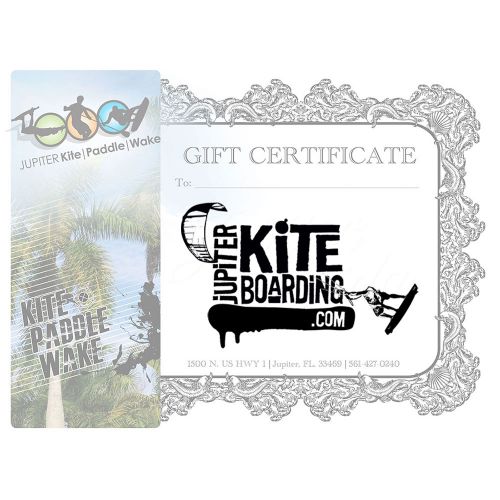 JUPITER Kite|Paddle|Wake
KITE
PADDLE
WAKE
GIFT CERTIFICATE
To:
JUPITER
KITE
BOARDING
.COM
1500 N. US HWY 1 | Jupiter, FL. 33469 | 561 427 0240